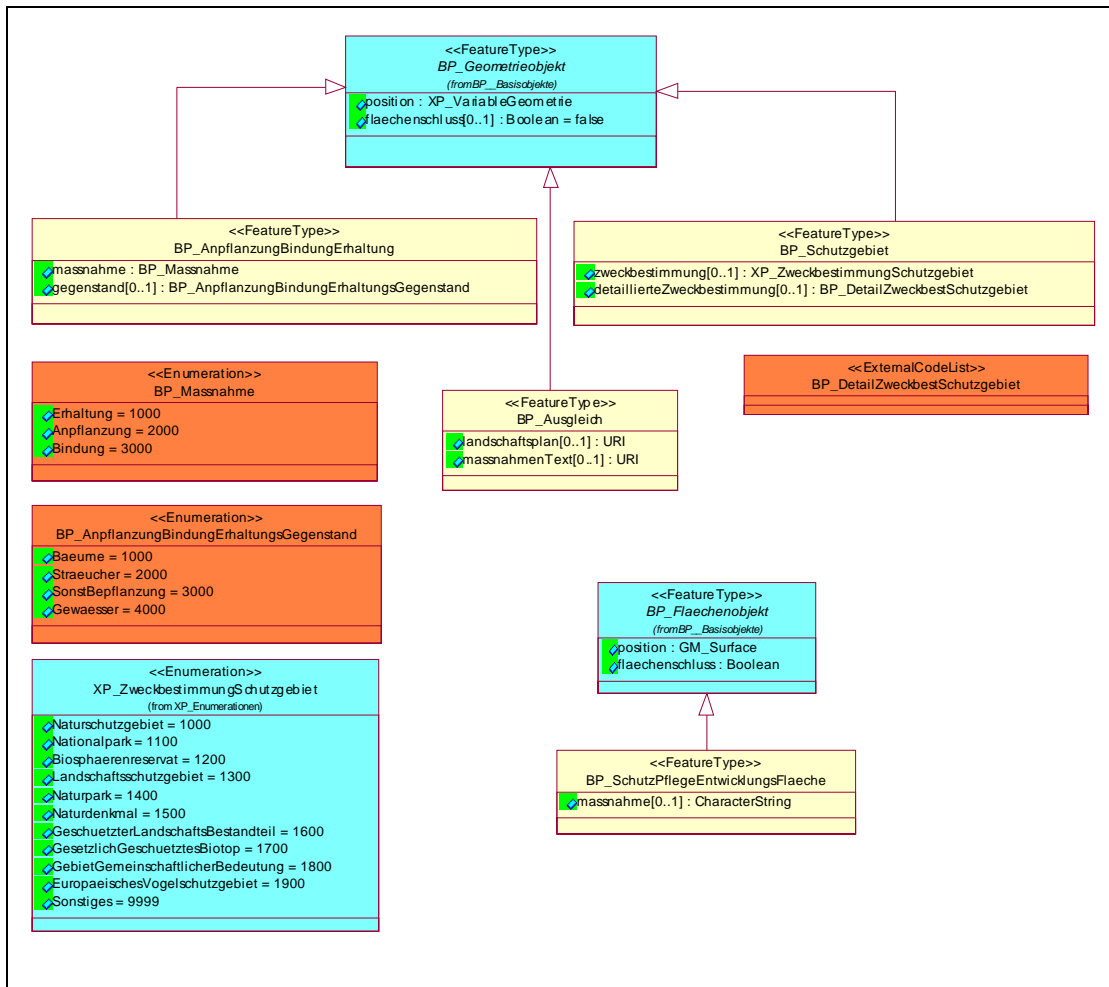 <<FeatureType>>
BP_Geometrieobjekt
(fromBP__Basisobjekte)
position : XP_VariableGeometrie
flaechenschluss[0..1] : Boolean = false
<<FeatureType>>
BP_AnpflanzungBindungErhaltung
massnahme : BP_Massnahme
gegenstand[0..1] : BP_AnpflanzungBindungErhaltungsGegenstand
<<FeatureType>>
BP_Schutzgebiet
zweckbestimmung[0..1] : XP_ZweckbestimmungSchutzgebiet
detaillierteZweckbestimmung[0..1] : BP_DetailZweckbestSchutzgebiet
<<Enumeration>>
BP_Massnahme
Erhaltung = 1000
Anpflanzung = 2000
Bindung = 3000
<<FeatureType>>
BP_Ausgleich
landschaftsplan[0..1] : URI
massnahmenText[0..1] : URI
<<ExternalCodeList>>
BP_DetailZweckbestSchutzgebiet
<<Enumeration>>
BP_AnpflanzungBindungErhaltungsGegenstand
Baeume = 1000
Straeucher = 2000
SonstBepflanzung = 3000
Gewaesser = 4000
<<FeatureType>>
BP_Flaechenobjekt
(fromBP__Basisobjekte)
position : GM_Surface
flaechenschluss : Boolean
<<Enumeration>>
XP_ZweckbestimmungSchutzgebiet
(from XP_Enumerationen)
Naturschutzgebiet = 1000
Nationalpark = 1100
Biosphaerenreservat = 1200
Landschaftsschutzgebiet = 1300
Naturpark = 1400
Naturdenkmal = 1500
GeschuetzterLandschaftsBestandteil = 1600
GesetzlichGeschuetztesBiotop = 1700
GebietGemeinschaftlicherBedeutung = 1800
EuropaeischesVogelschutzgebiet = 1900
Sonstiges = 9999
<<FeatureType>>
BP_SchutzPflegeEntwicklungsFlaeche
massnahme[0..1] : CharacterString